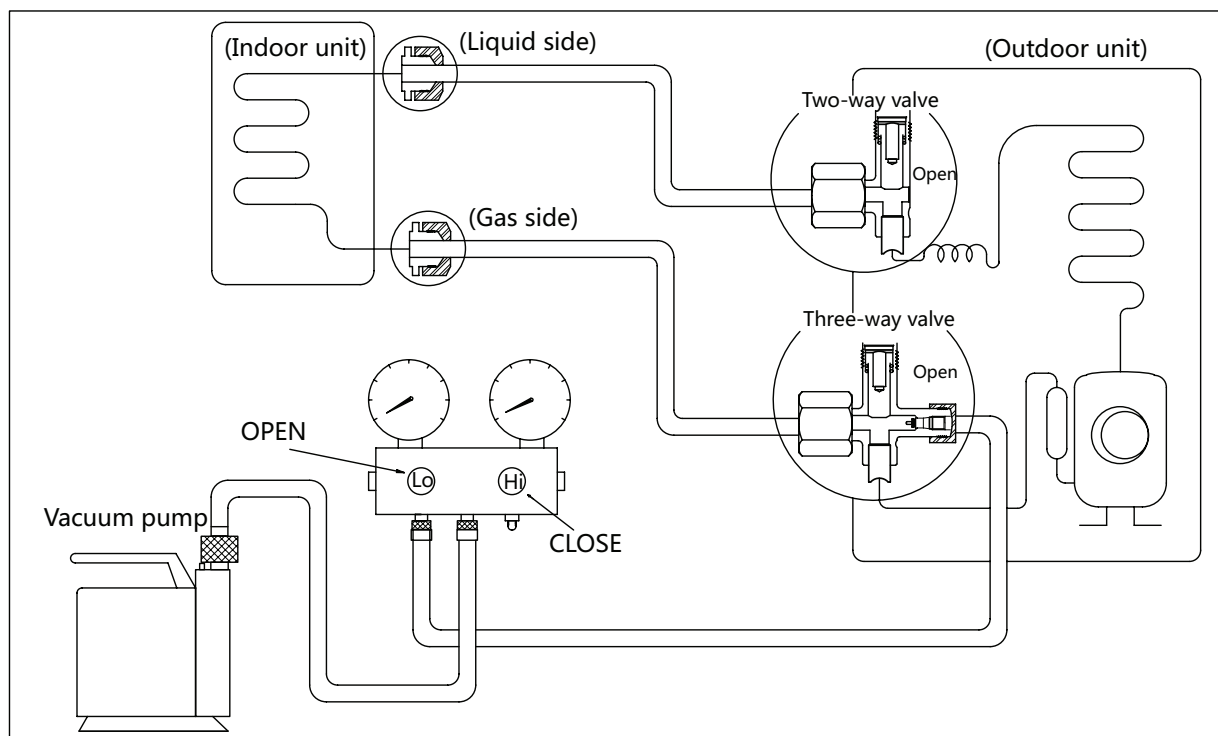 (Indoor unit)
(Liquid side)
(Outdoor unit)
Two-way valve
Open
(Gas side)
Three-way valve
Open
OPEN
Lo
Hi
Vacuum pump
CLOSE